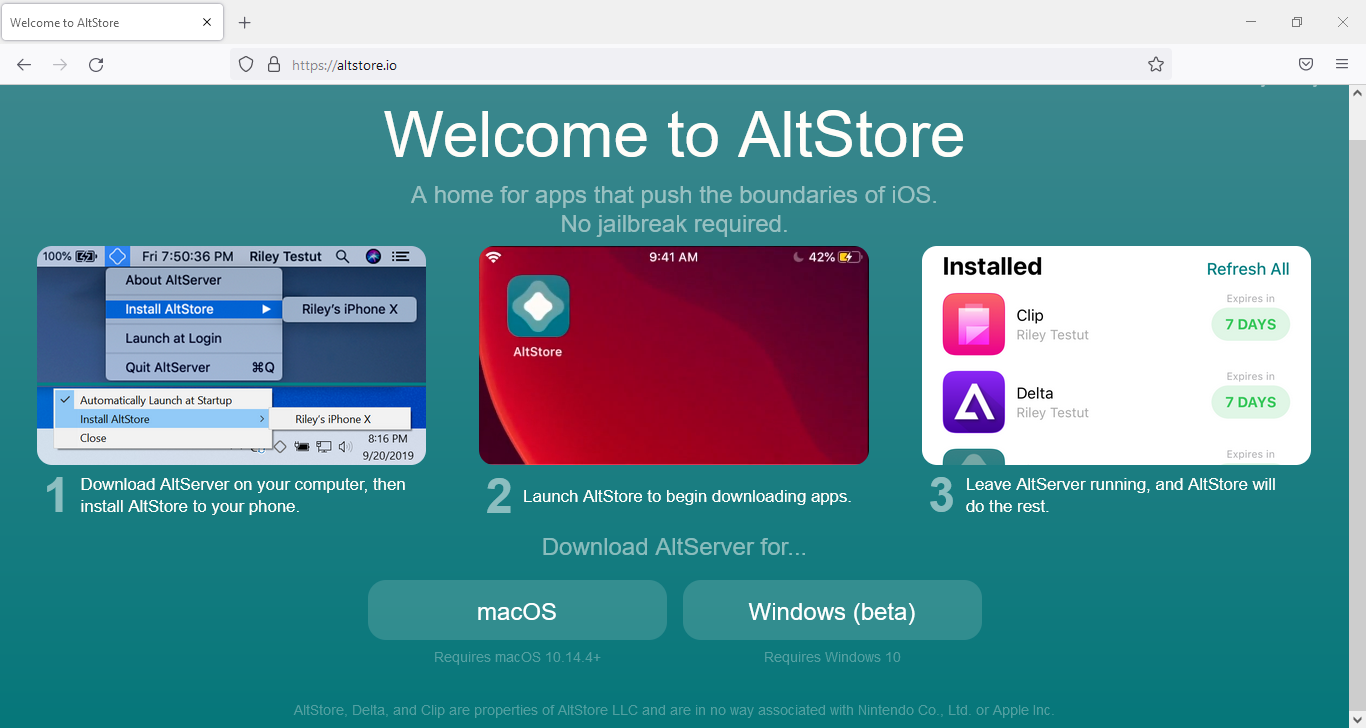 Welcome to AltStore
https://altstore.io
Welcome to AltStore
A home for apps that push the boundaries of iOS.
No jailbreak required.
100% Fri 7:50:36 PM Riley Testut
About AltServer
Install AltStore Riley's iPhone X
Launch at Login
Quit AltServer ⌘Q
Automatically Launch at Startup
Install AltStore Riley's iPhone X
Close
8:16 PM
9/20/2019
1 Download AltServer on your computer, then
install AltStore to your phone.
9:41 AM 42%
AltStore
2 Launch AltStore to begin downloading apps.
Installed Refresh All
Expires in
Clip
Riley Testut
7 DAYS
Expires in
Delta
Riley Testut
7 DAYS
Expires in
3 Leave AltServer running, and AltStore will
do the rest.
Download AltServer for...
macOS Windows (beta)
Requires macOS 10.14.4+ Requires Windows 10
AltStore, Delta, and Clip are properties of AltStore LLC and are in no way associated with Nintendo Co., Ltd. or Apple Inc.